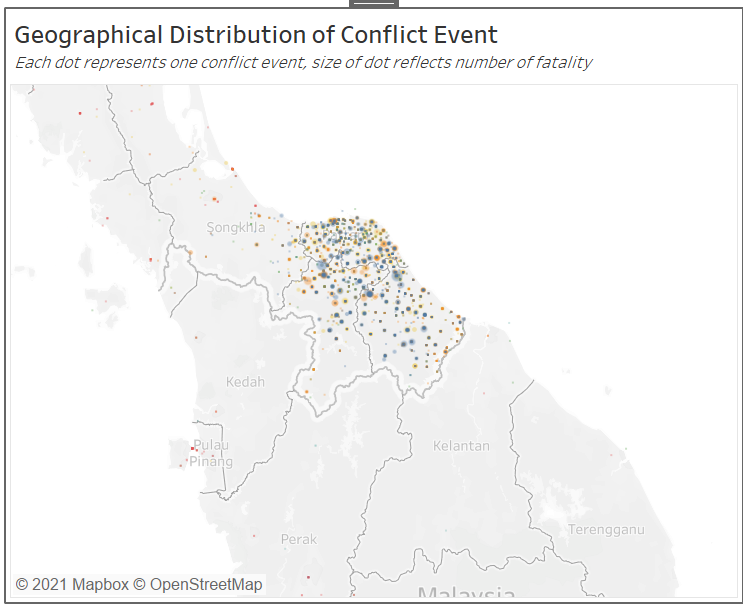 Geographical Distribution of Conflict Event
Each dot represents one conflict event, size of dot reflects number of fatality
Songkhla
Kedah
Pulau
Pinang
Kelantan
Perak
Terengganu
Malaysia
© 2021 Mapbox © OpenStreetMap